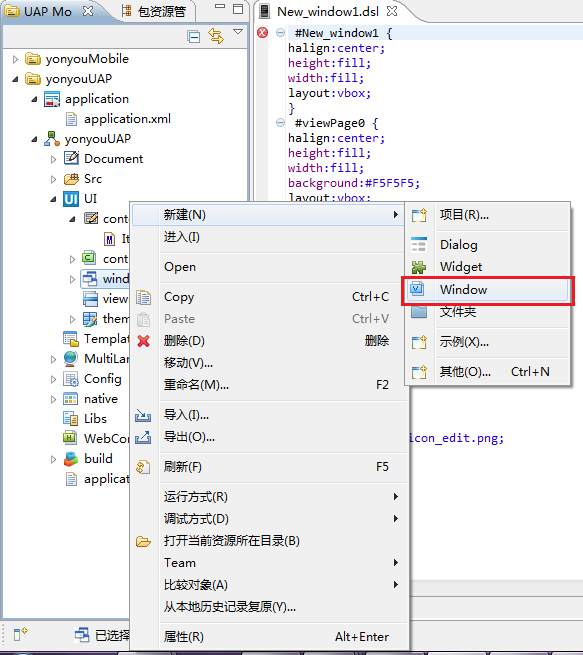 UAP Mo
包资源管
New_window1.dsl
yonyouMobile
yonyouUAP
application
application.xml
yonyouUAP
Document
Src
UI
cont
It
cont
wind
view
them
Templat
MultiLan
Config
native
Libs
WebCon
build
applicat
#New_window1 {
halign:center;
height:fill;
width:fill;
layout:vbox;
}
#viewPage0 {
halign:center;
height:fill;
width:fill;
background:#F5F5F5;
layout:vbox;
icon_edit.png;
新建(N)
进入(I)
Open
Copy Ctrl+C
Paste Ctrl+V
删除(D) 删除
移动(V)...
重命名(M)... F2
导入(I)...
导出(O)...
刷新(F) F5
运行方式(R)
调试方式(D)
打开当前资源所在目录(B)
Team
比较对象(A)
从本地历史记录复原(Y)...
属性(R) Alt+Enter
项目(R)...
Dialog
Widget
Window
文件夹
示例(X)...
其他(O)... Ctrl+N
已选择